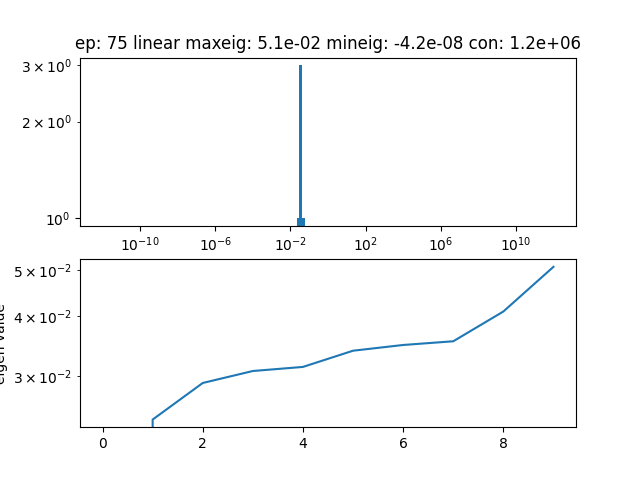 ep: 75 linear maxeig: 5.1e-02 mineig: -4.2e-08 con: 1.2e+06
3 × 10⁰
2 × 10⁰
10⁰
10⁻¹⁰ 10⁻⁶ 10⁻² 10² 10⁶ 10¹⁰
5 × 10⁻²
4 × 10⁻²
3 × 10⁻²
eigen value
0 2 4 6 8